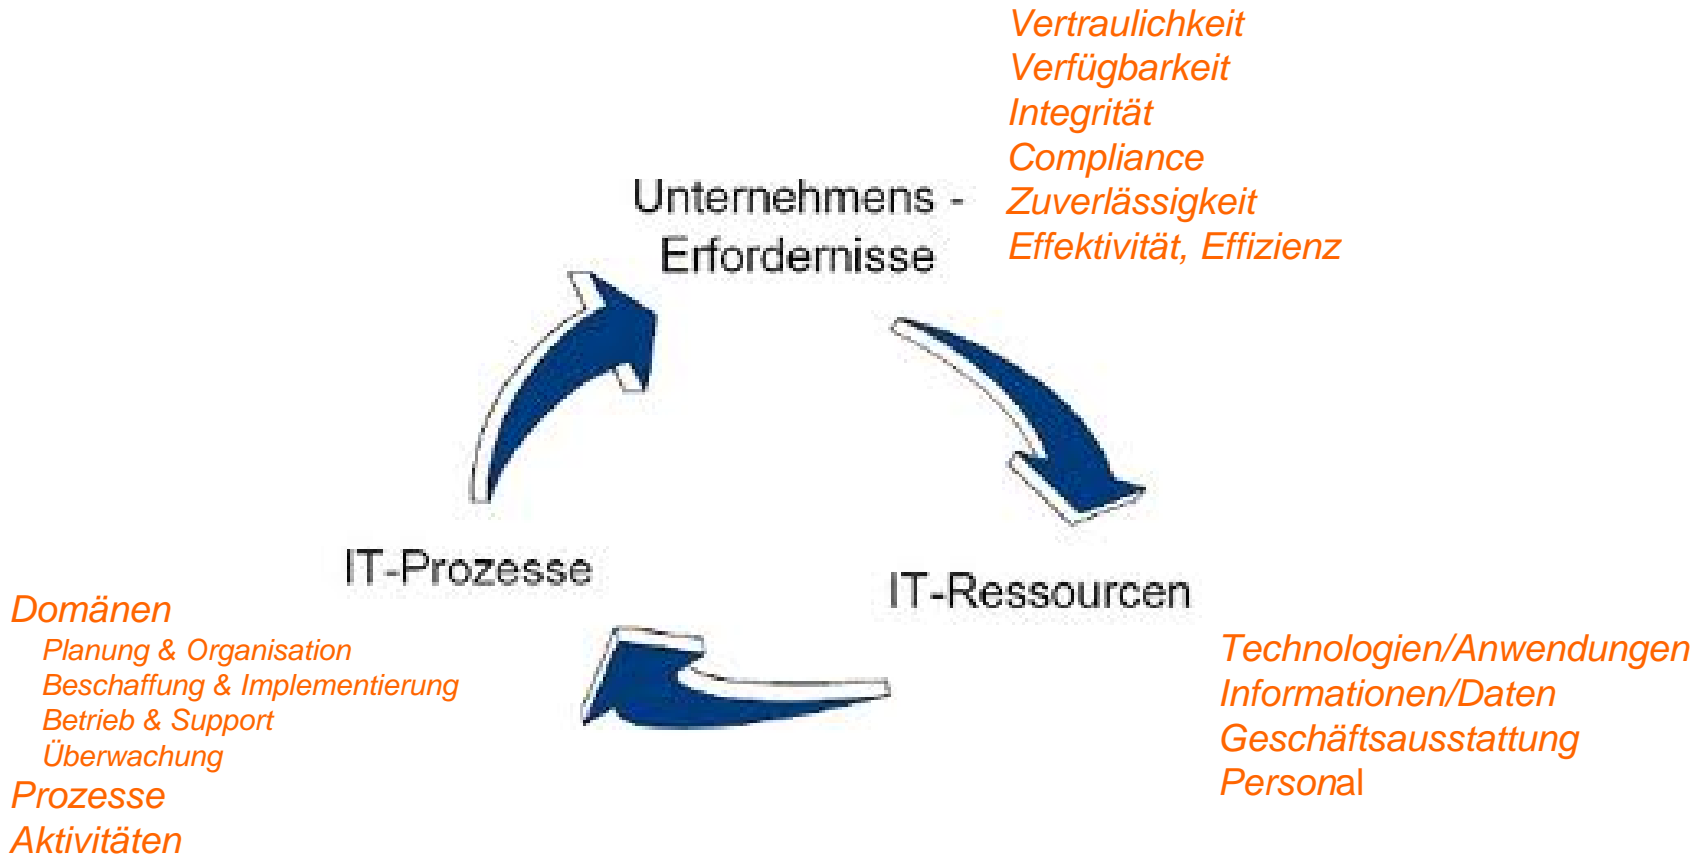 Vertraulichkeit
Verfügbarkeit
Integrität
Compliance
Zuverlässigkeit
Effektivität, Effizienz
Unternehmens -
Erfordernisse
IT-Prozesse
Domänen
Planung & Organisation
Beschaffung & Implementierung
Betrieb & Support
Überwachung
Prozesse
Aktivitäten
IT-Ressourcen
Technologien/Anwendungen
Informationen/Daten
Geschäftsausstattung
Personal